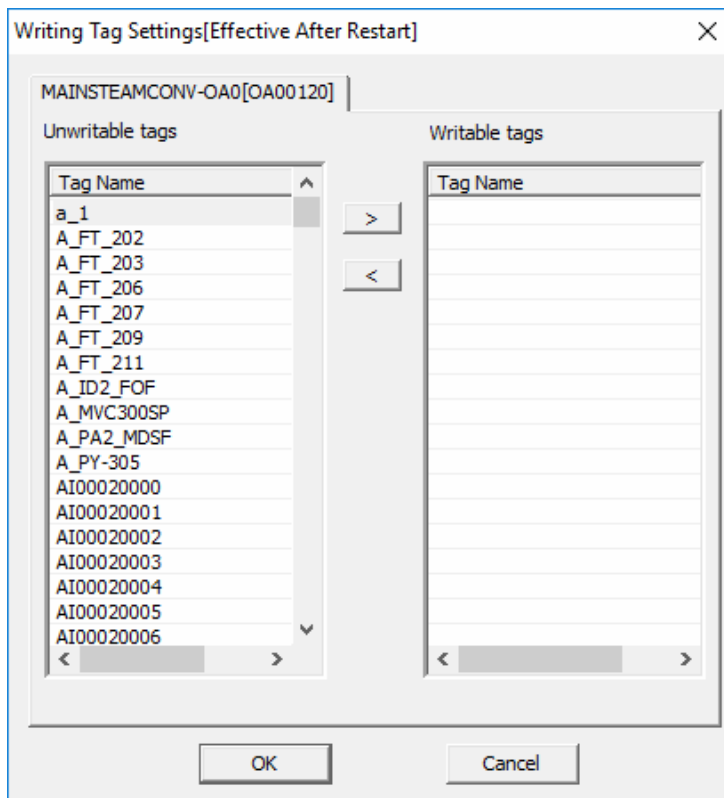 Writing Tag Settings[Effective After Restart]
MAINSTEAMCONV-OA0[OA00120]
Unwritable tags
Writable tags
Tag Name
Tag Name
a_1
A_FT_202
A_FT_203
A_FT_206
A_FT_207
A_FT_209
A_FT_211
A_ID2_FOF
A_MVC300SP
A_PA2_MDSF
A_PY-305
AI00020000
AI00020001
AI00020002
AI00020003
AI00020004
AI00020005
AI00020006
>
<
OK
Cancel